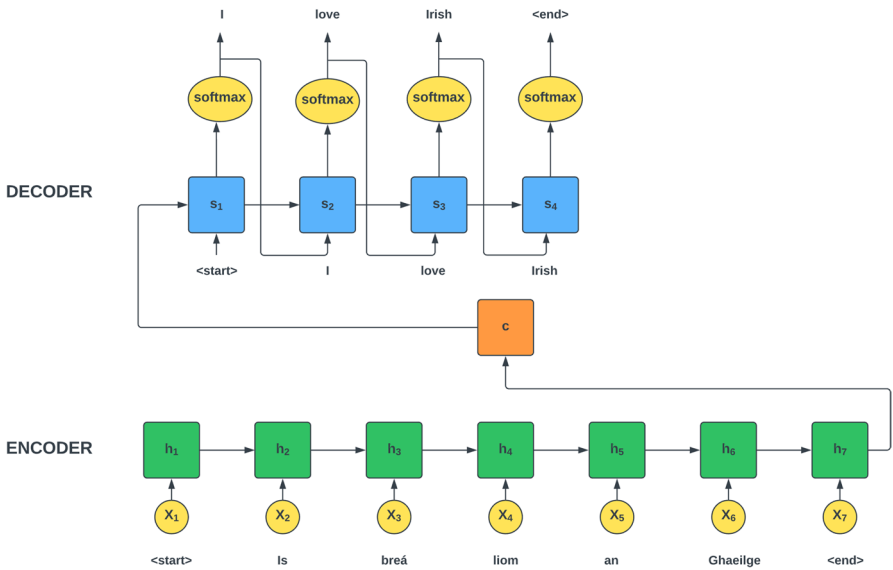 I love Irish <end>
softmax softmax softmax softmax
DECODER s₁ s₂ s₃ s₄
<start> I love Irish
c
ENCODER h₁ h₂ h₃ h₄ h₅ h₆ h₇
X₁ X₂ X₃ X₄ X₅ X₆ X₇
<start> Is breá liom an Ghaeilge <end>